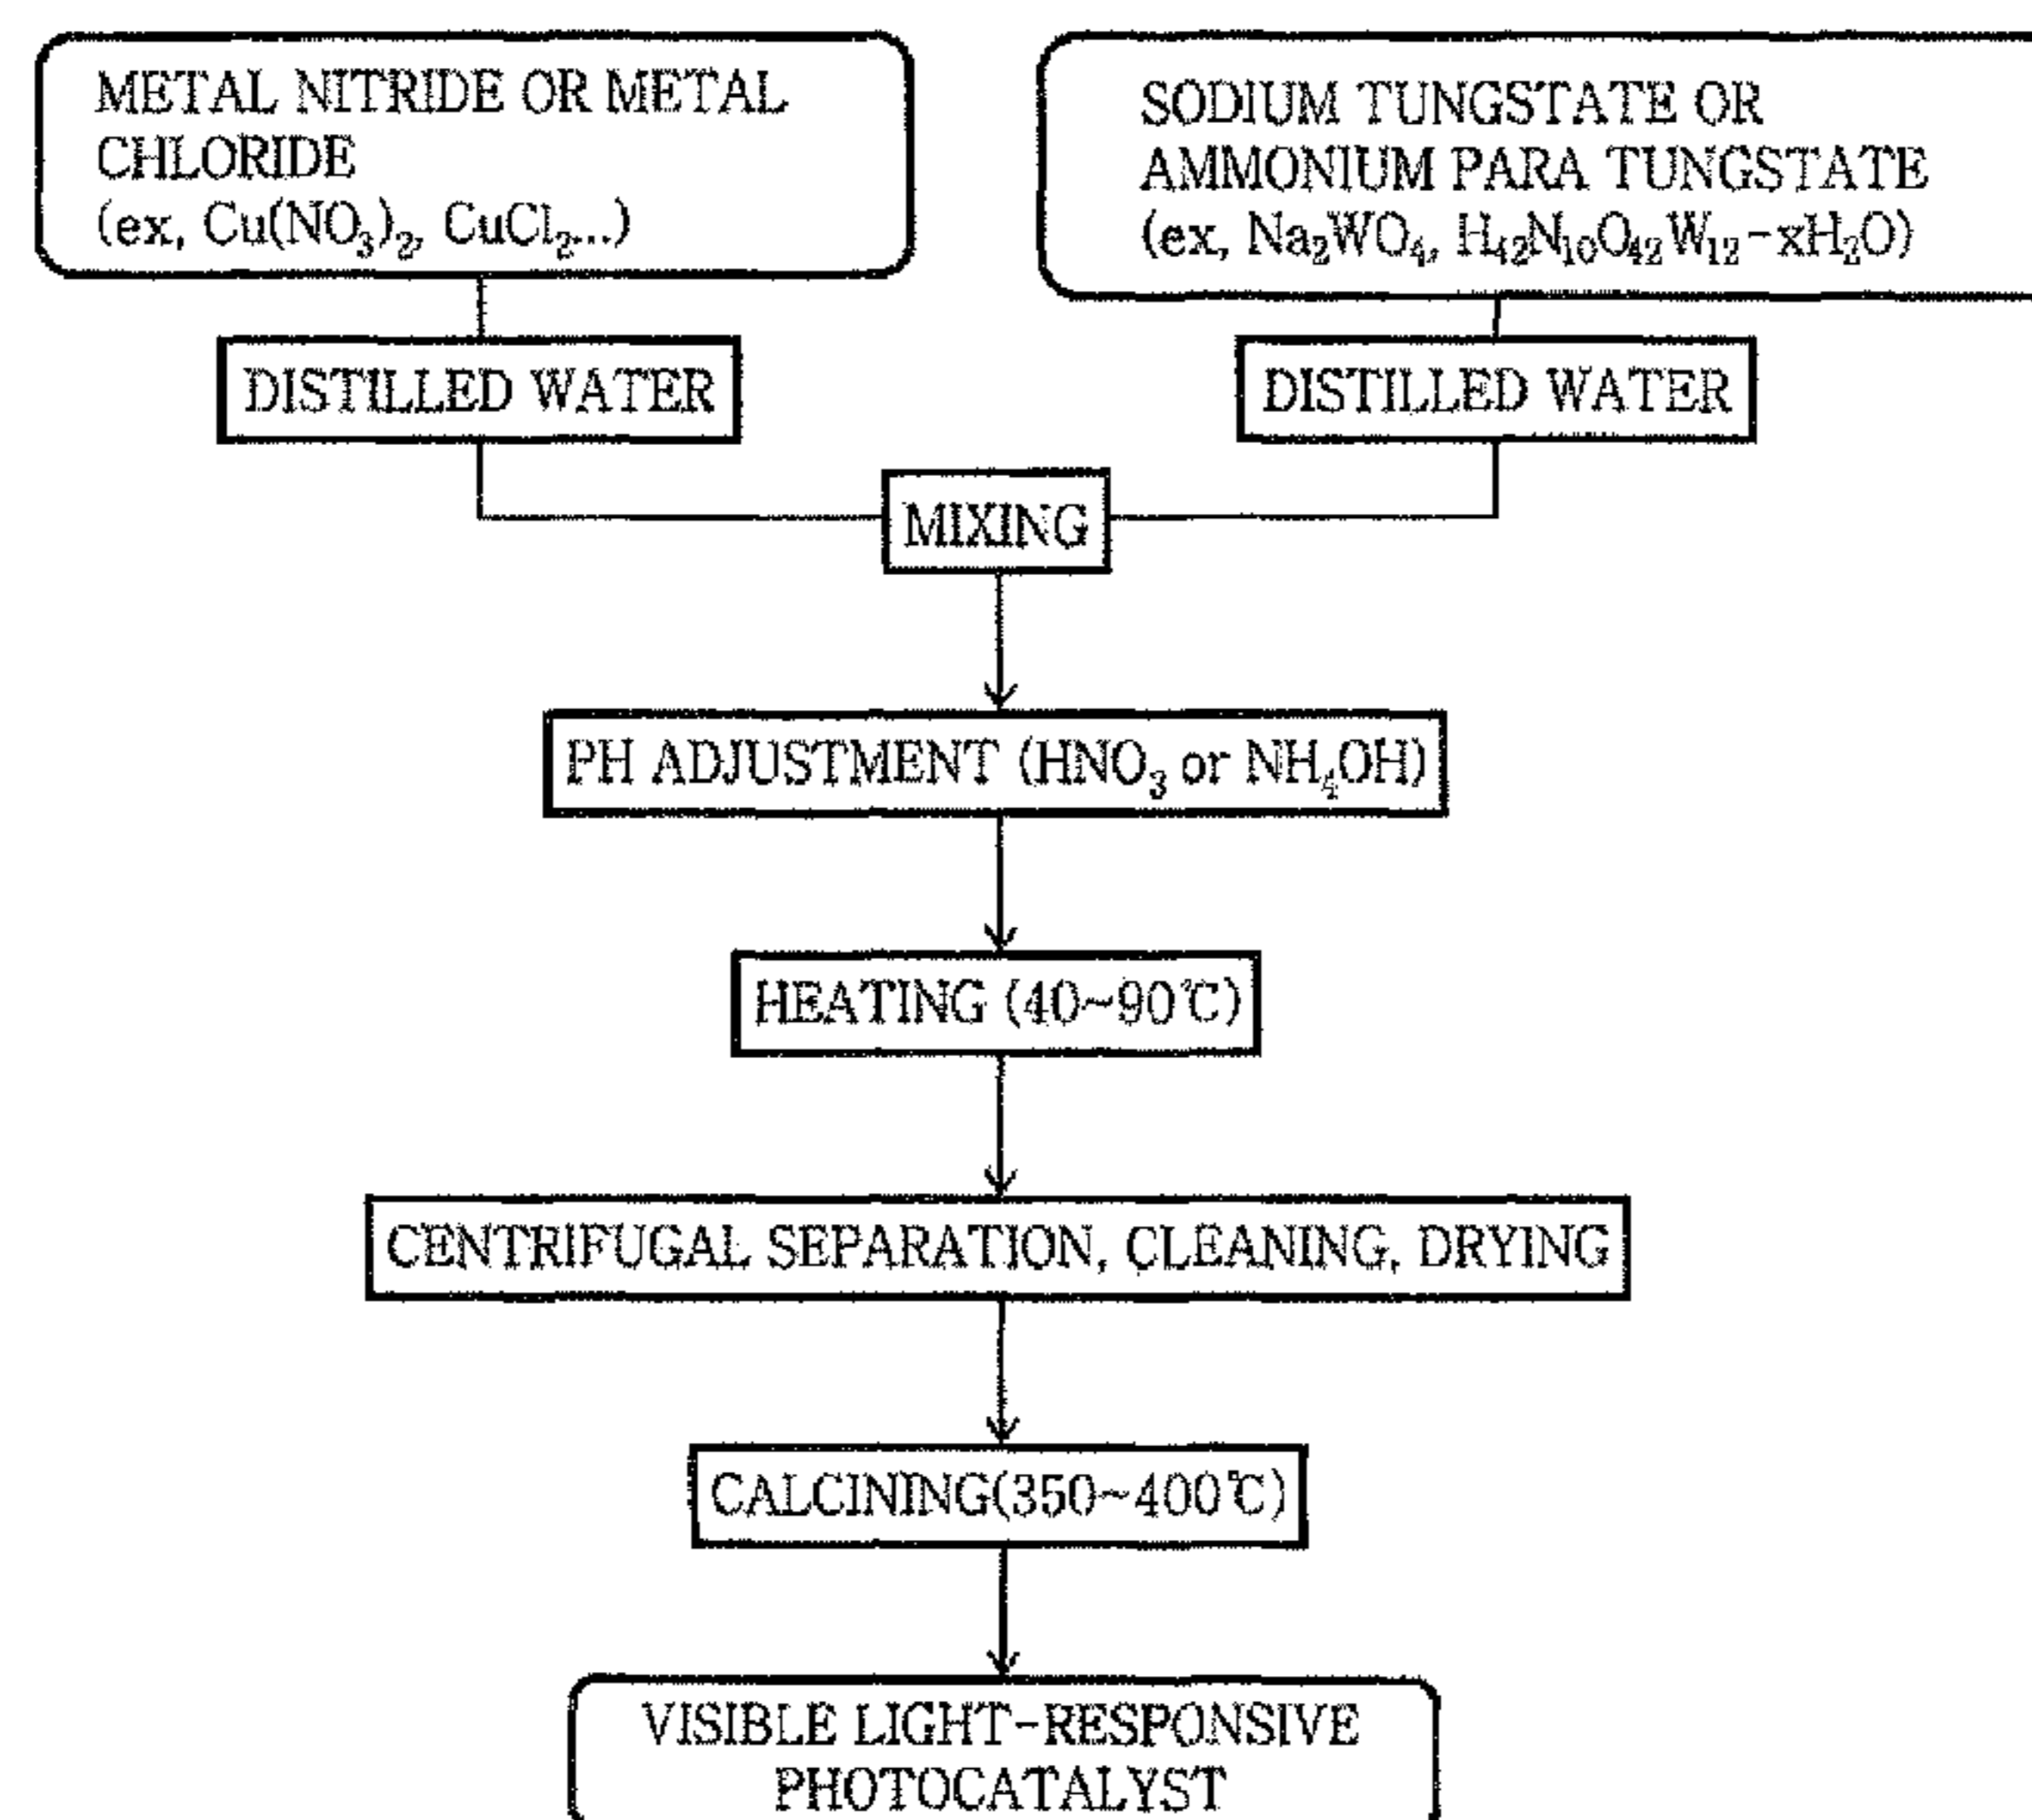 METAL NITRIDE OR METAL
CHLORIDE
(ex, Cu(NO₃)₂, CuCl₂...)
SODIUM TUNGSTATE OR
AMMONIUM PARA TUNGSTATE
(ex, Na₂WO₄, H₄₂N₁₀O₄₂W₁₂-xH₂O)
DISTILLED WATER
DISTILLED WATER
MIXING
PH ADJUSTMENT (HNO₃ or NH₄OH)
HEATING (40~90℃)
CENTRIFUGAL SEPARATION, CLEANING, DRYING
CALCINING(350~400℃)
VISIBLE LIGHT-RESPONSIVE
PHOTOCATALYST